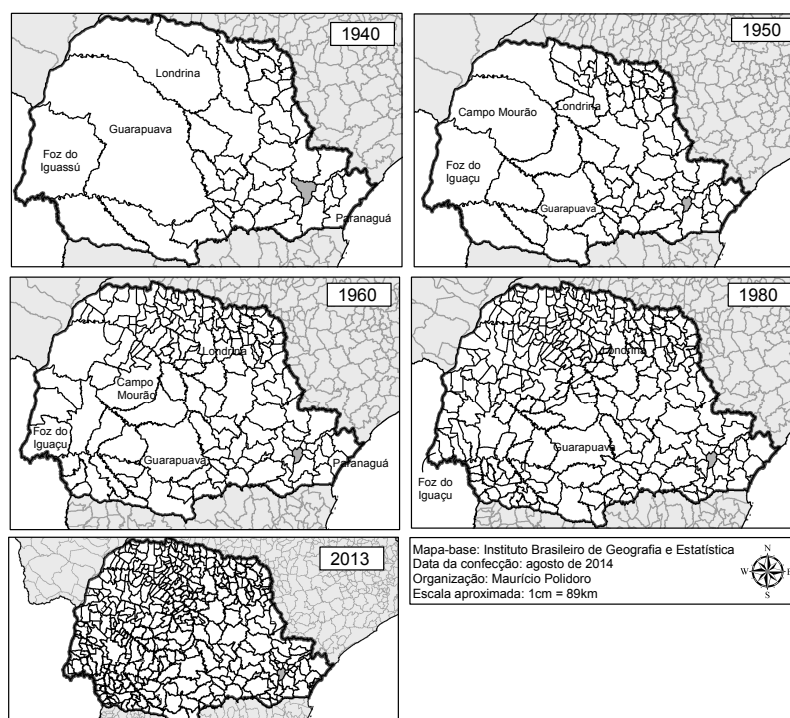 1940
Londrina
Guarapuava
Foz do
Iguassú
Paranaguá
1950
Londrina
Campo Mourão
Foz do
Iguaçu
Guarapuava
1960
Londrina
Campo
Mourão
Foz do
Iguaçu
Guarapuava
Paranaguá
1980
Londrina
Guarapuava
Foz do
Iguaçu
2013
Mapa-base: Instituto Brasileiro de Geografia e Estatística
Data da confecção: agosto de 2014
Organização: Maurício Polidoro
Escala aproximada: 1cm = 89km
N
W
E
S